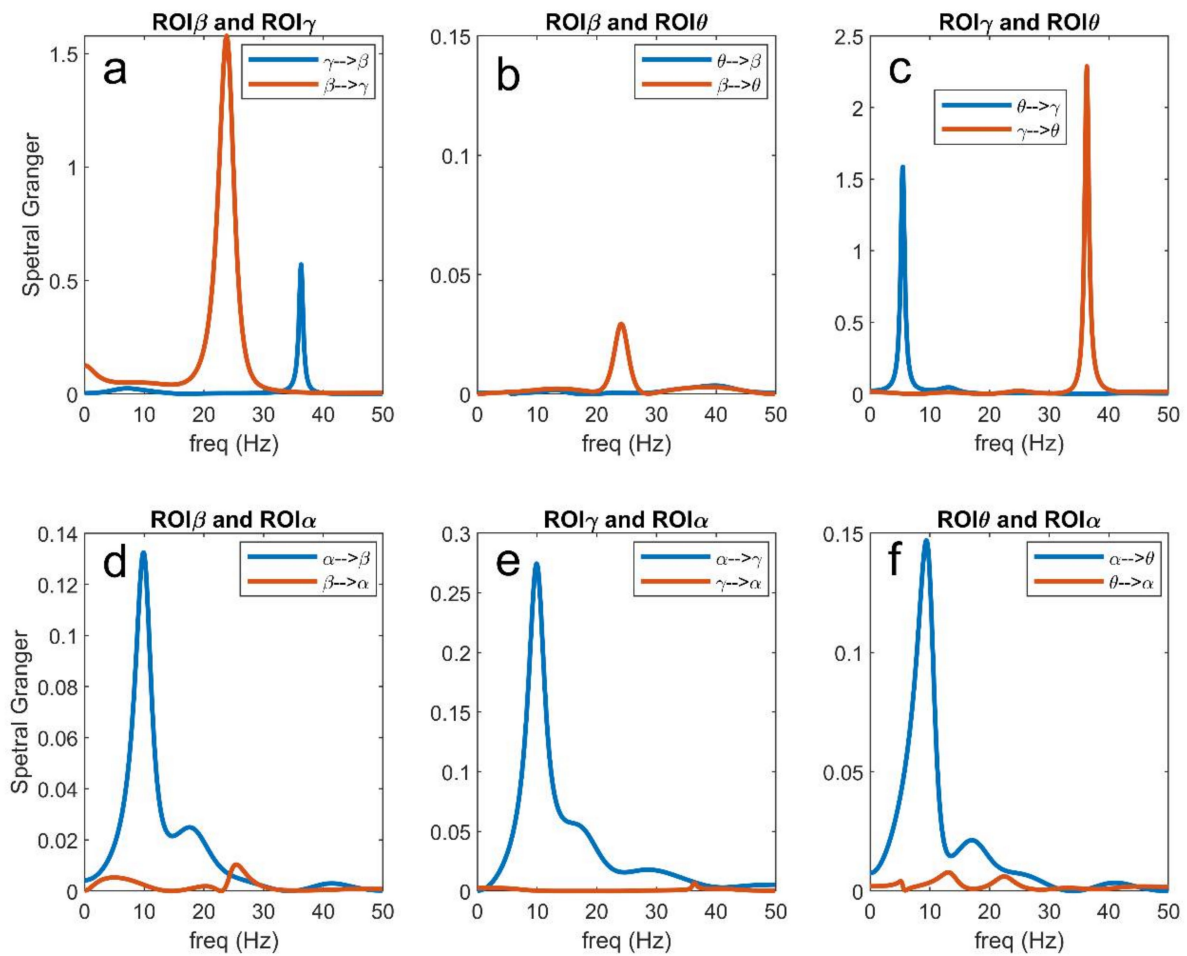 ROIβ and ROIγ
a
γ-->β
β-->γ
Spetral Granger
1.5
1
0.5
0
0 10 20 30 40 50
freq (Hz)
ROIβ and ROIθ
b
θ-->β
β-->θ
0.15
0.1
0.05
0
0 10 20 30 40 50
freq (Hz)
ROIγ and ROIθ
c
θ-->γ
γ-->θ
2.5
2
1.5
1
0.5
0
0 10 20 30 40 50
freq (Hz)
ROIβ and ROIα
d
α-->β
β-->α
Spetral Granger
0.14
0.12
0.1
0.08
0.06
0.04
0.02
0
0 10 20 30 40 50
freq (Hz)
ROIγ and ROIα
e
α-->γ
γ-->α
0.3
0.25
0.2
0.15
0.1
0.05
0
0 10 20 30 40 50
freq (Hz)
ROIθ and ROIα
f
α-->θ
θ-->α
0.15
0.1
0.05
0
0 10 20 30 40 50
freq (Hz)